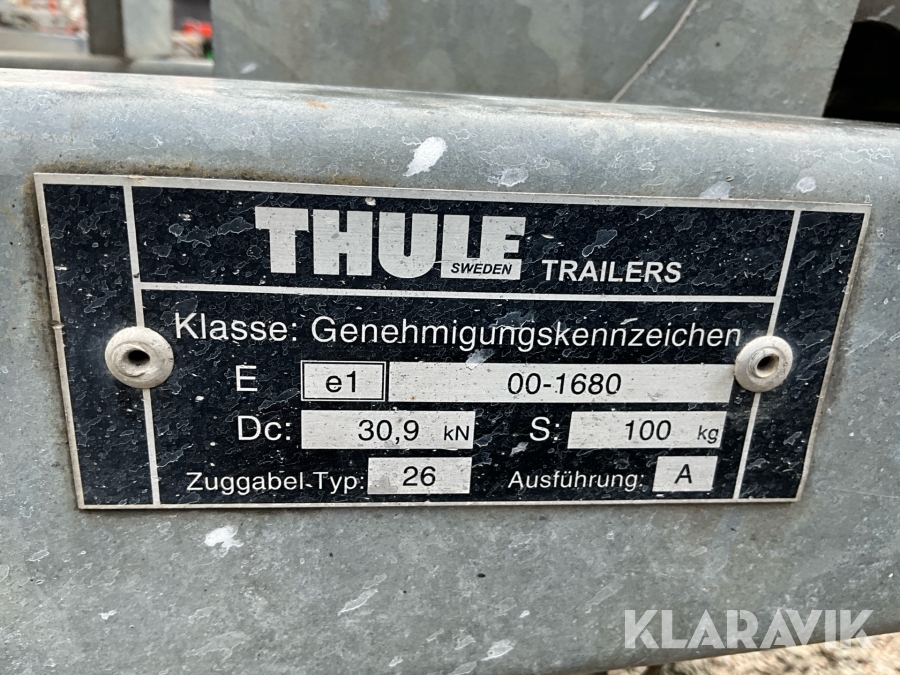 THULE SWEDEN TRAILERS
Klasse: Genehmigungskennzeichen
E e1 00-1680
Dc: 30,9 kN S: 100 kg
Zuggabel-Typ: 26 Ausführung: A
KLARAVIK